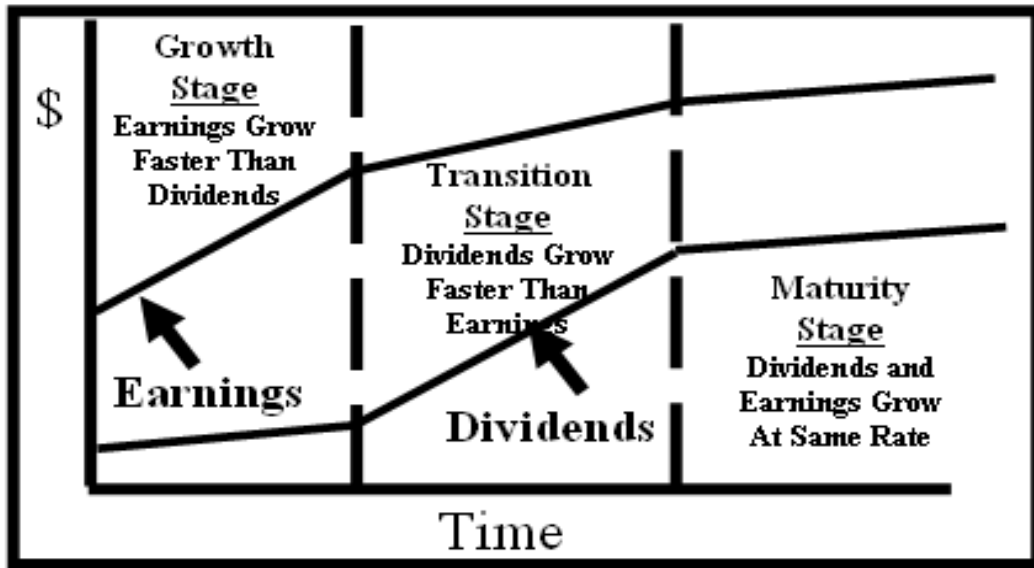 $
Growth
Stage
Earnings Grow
Faster Than
Dividends
Earnings
Transition
Stage
Dividends Grow
Faster Than
Earnings
Dividends
Maturity
Stage
Dividends and
Earnings Grow
At Same Rate
Time